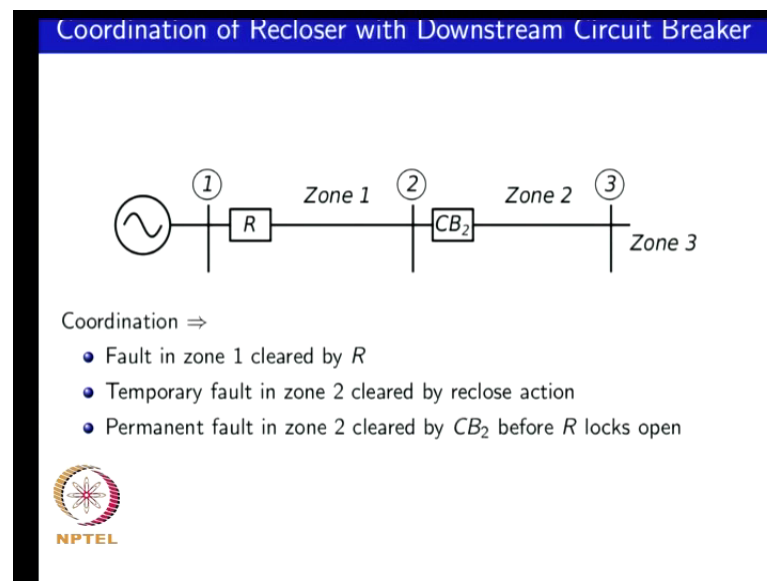 Coordination of Recloser with Downstream Circuit Breaker
1 2 3
Zone 1 Zone 2
R CB₂
Zone 3
Coordination ⇒
Fault in zone 1 cleared by R
Temporary fault in zone 2 cleared by reclose action
Permanent fault in zone 2 cleared by CB₂ before R locks open
NPTEL